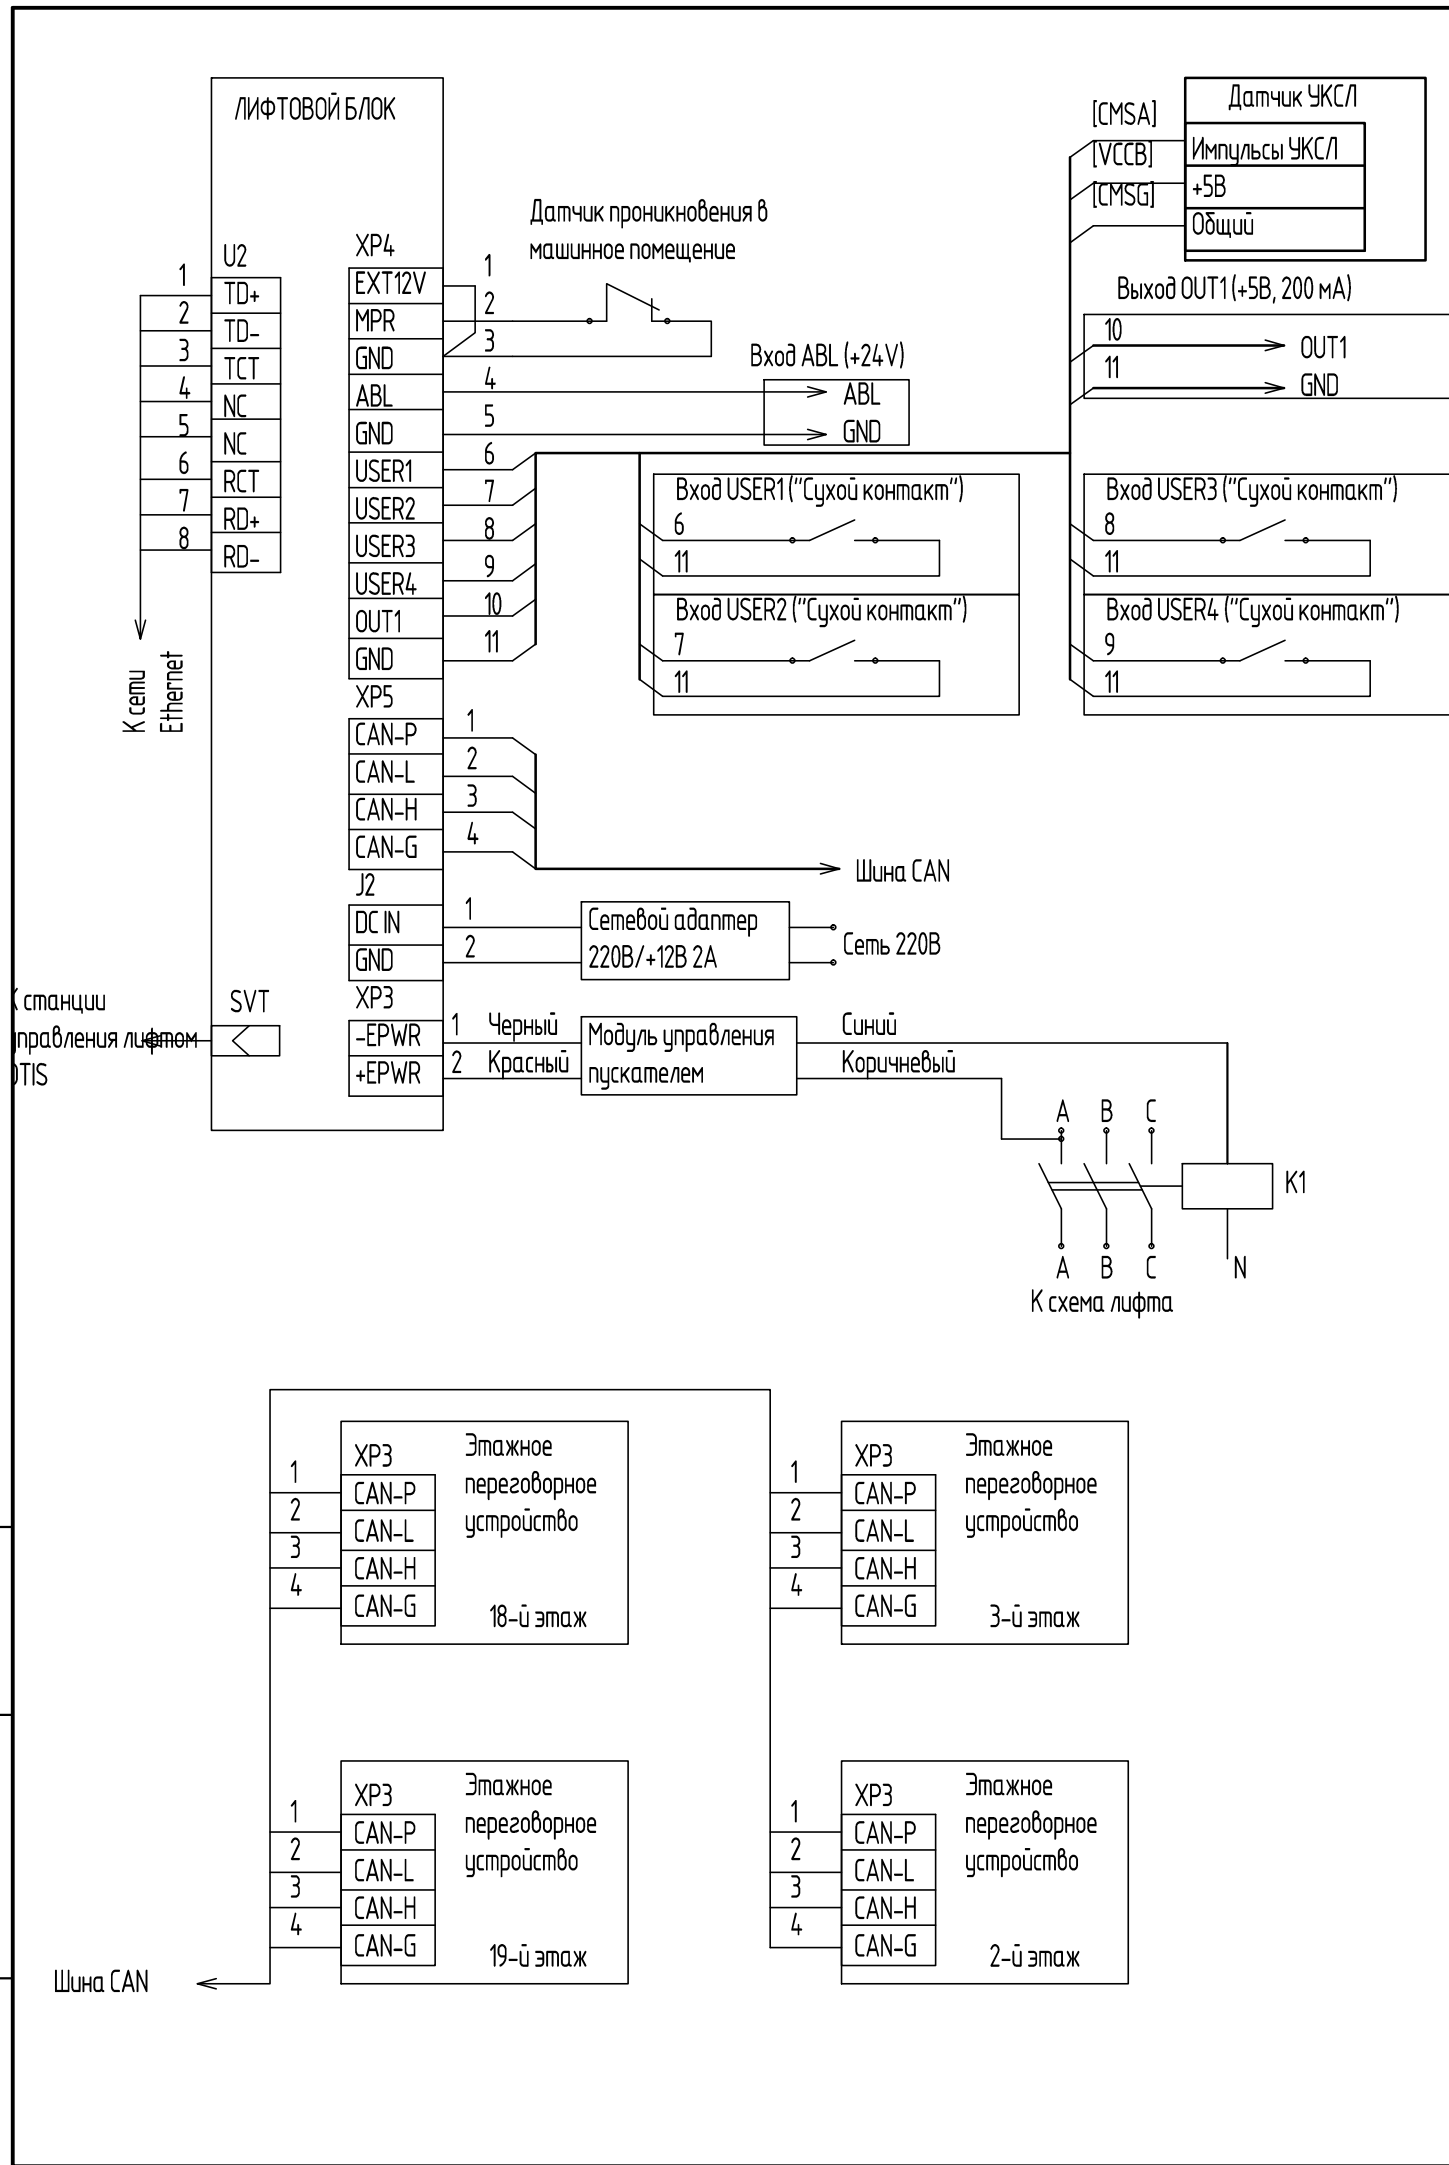 ЛИФТОВОЙ БЛОК
U2
1 TD+
2 TD-
3 TCT
4 NC
5 NC
6 RCT
7 RD+
8 RD-
К сети
Ethernet
XP4
EXT12V 1
MPR 2
GND 3
ABL 4
GND 5
USER1 6
USER2 7
USER3 8
USER4 9
OUT1 10
GND 11
XP5
CAN-P 1
CAN-L 2
CAN-H 3
CAN-G 4
J2
DC IN 1
GND 2
XP3
-EPWR 1 Черный
+EPWR 2 Красный
SVT
станции
правления лифтом
TIS
Датчик проникновения в
машинное помещение
Вход ABL (+24V)
ABL
GND
[CMSA]
[VCCB]
[CMSG]
Датчик УКСЛ
Импульсы УКСЛ
+5В
Общий
Выход OUT1 (+5В, 200 мА)
10 OUT1
11 GND
Вход USER1 ("Сухой контакт")
6
11
Вход USER2 ("Сухой контакт")
7
11
Вход USER3 ("Сухой контакт")
8
11
Вход USER4 ("Сухой контакт")
9
11
Шина CAN
Сетевой адаптер
220В/+12В 2А
Сеть 220В
Модуль управления
пускателем
Синий
Коричневый
A B C
K1
A B C
N
К схема лифта
XP3
1 CAN-P
2 CAN-L
3 CAN-H
4 CAN-G
Этажное
переговорное
устройство
18-й этаж
XP3
1 CAN-P
2 CAN-L
3 CAN-H
4 CAN-G
Этажное
переговорное
устройство
3-й этаж
XP3
1 CAN-P
2 CAN-L
3 CAN-H
4 CAN-G
Этажное
переговорное
устройство
19-й этаж
XP3
1 CAN-P
2 CAN-L
3 CAN-H
4 CAN-G
Этажное
переговорное
устройство
2-й этаж
Шина CAN